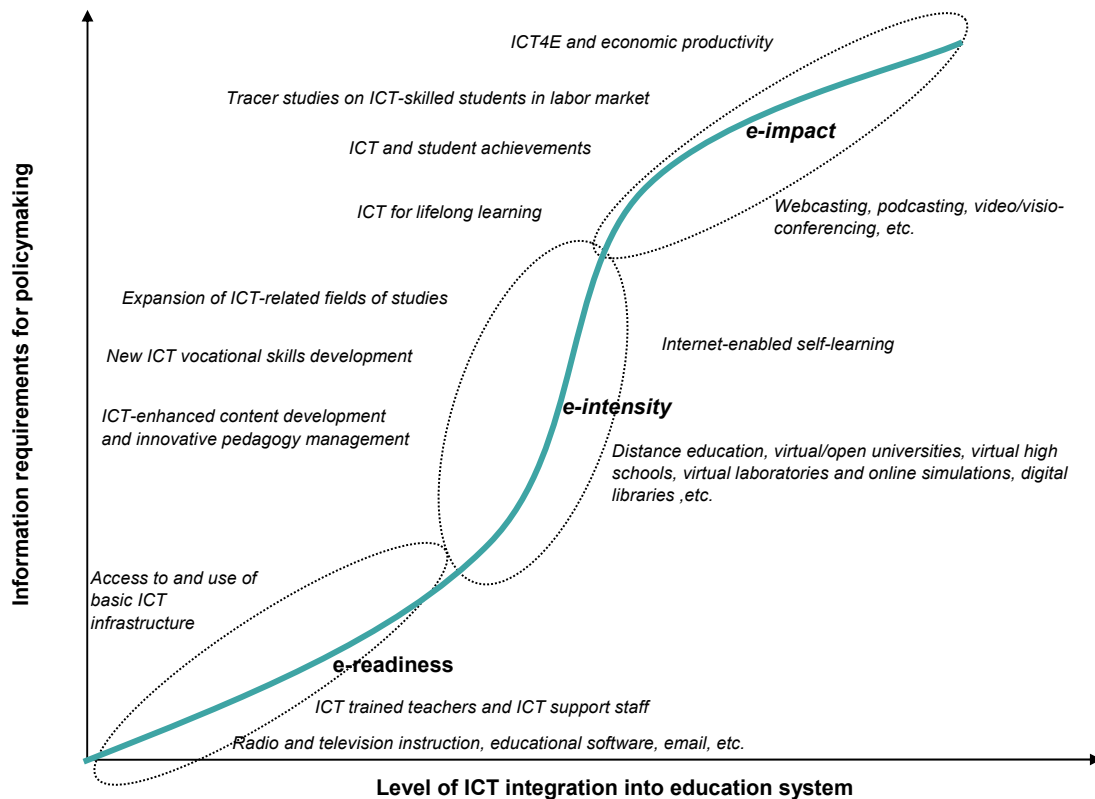 ICT4E and economic productivity
Tracer studies on ICT-skilled students in labor market
e-impact
ICT and student achievements
ICT for lifelong learning
Webcasting, podcasting, video/visio-
conferencing, etc.
Expansion of ICT-related fields of studies
Internet-enabled self-learning
New ICT vocational skills development
e-intensity
ICT-enhanced content development
and innovative pedagogy management
Distance education, virtual/open universities, virtual high
schools, virtual laboratories and online simulations, digital
libraries ,etc.
Information requirements for policymaking
Access to and use of
basic ICT
infrastructure
e-readiness
ICT trained teachers and ICT support staff
Radio and television instruction, educational software, email, etc.
Level of ICT integration into education system